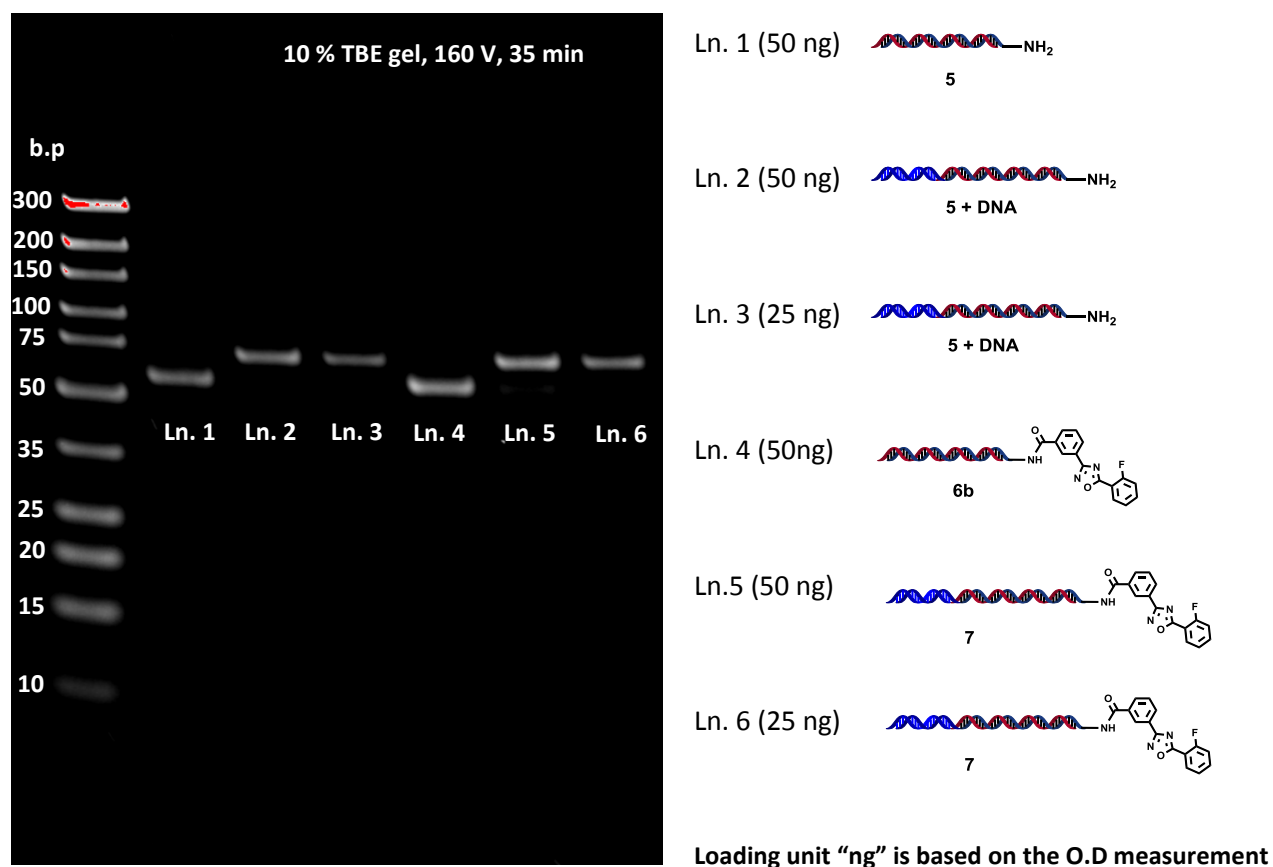 10 % TBE gel, 160 V, 35 min
b.p
300
200
150
100
75
50
35
25
20
15
10
Ln. 1
Ln. 2
Ln. 3
Ln. 4
Ln. 5
Ln. 6
Ln. 1 (50 ng)
NH2
5
Ln. 2 (50 ng)
NH2
5 + DNA
Ln. 3 (25 ng)
NH2
5 + DNA
Ln. 4 (50ng)
O
NH
N
N
O
F
6b
Ln.5 (50 ng)
O
NH
N
N
O
F
7
Ln. 6 (25 ng)
O
NH
N
N
O
F
7
Loading unit “ng” is based on the O.D measurement